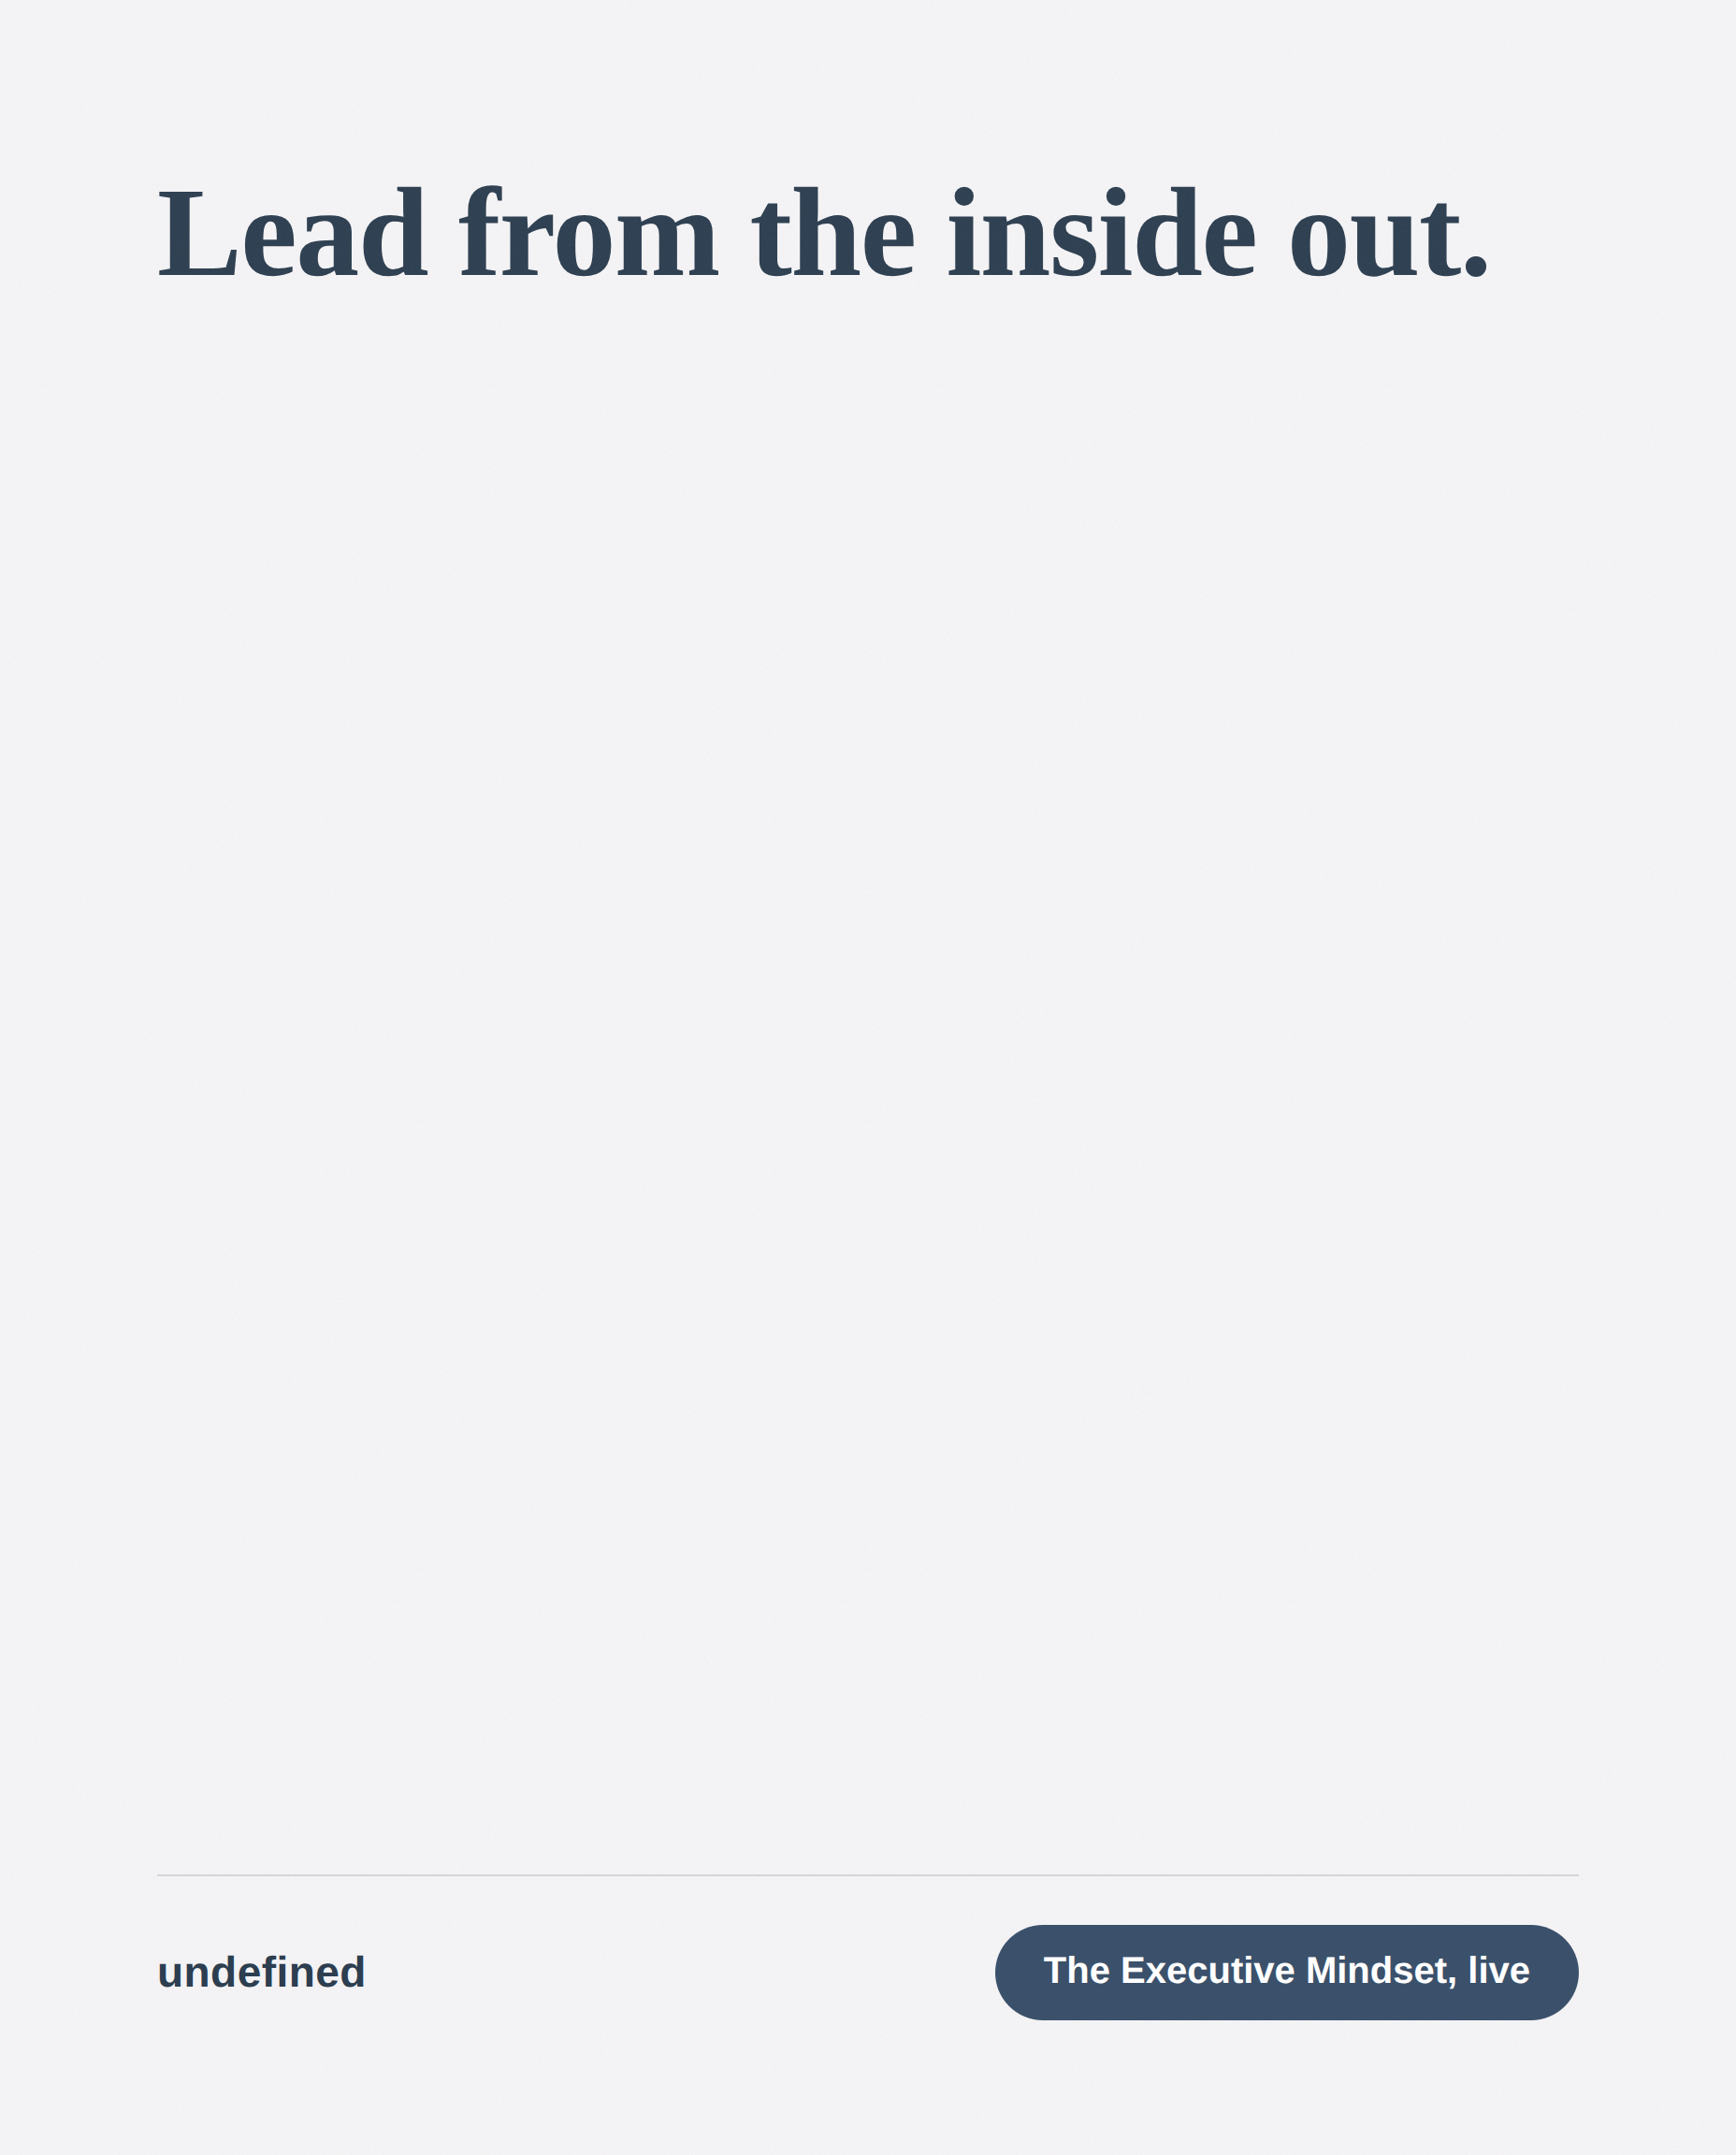 Lead from the inside out.
undefined
The Executive Mindset, live